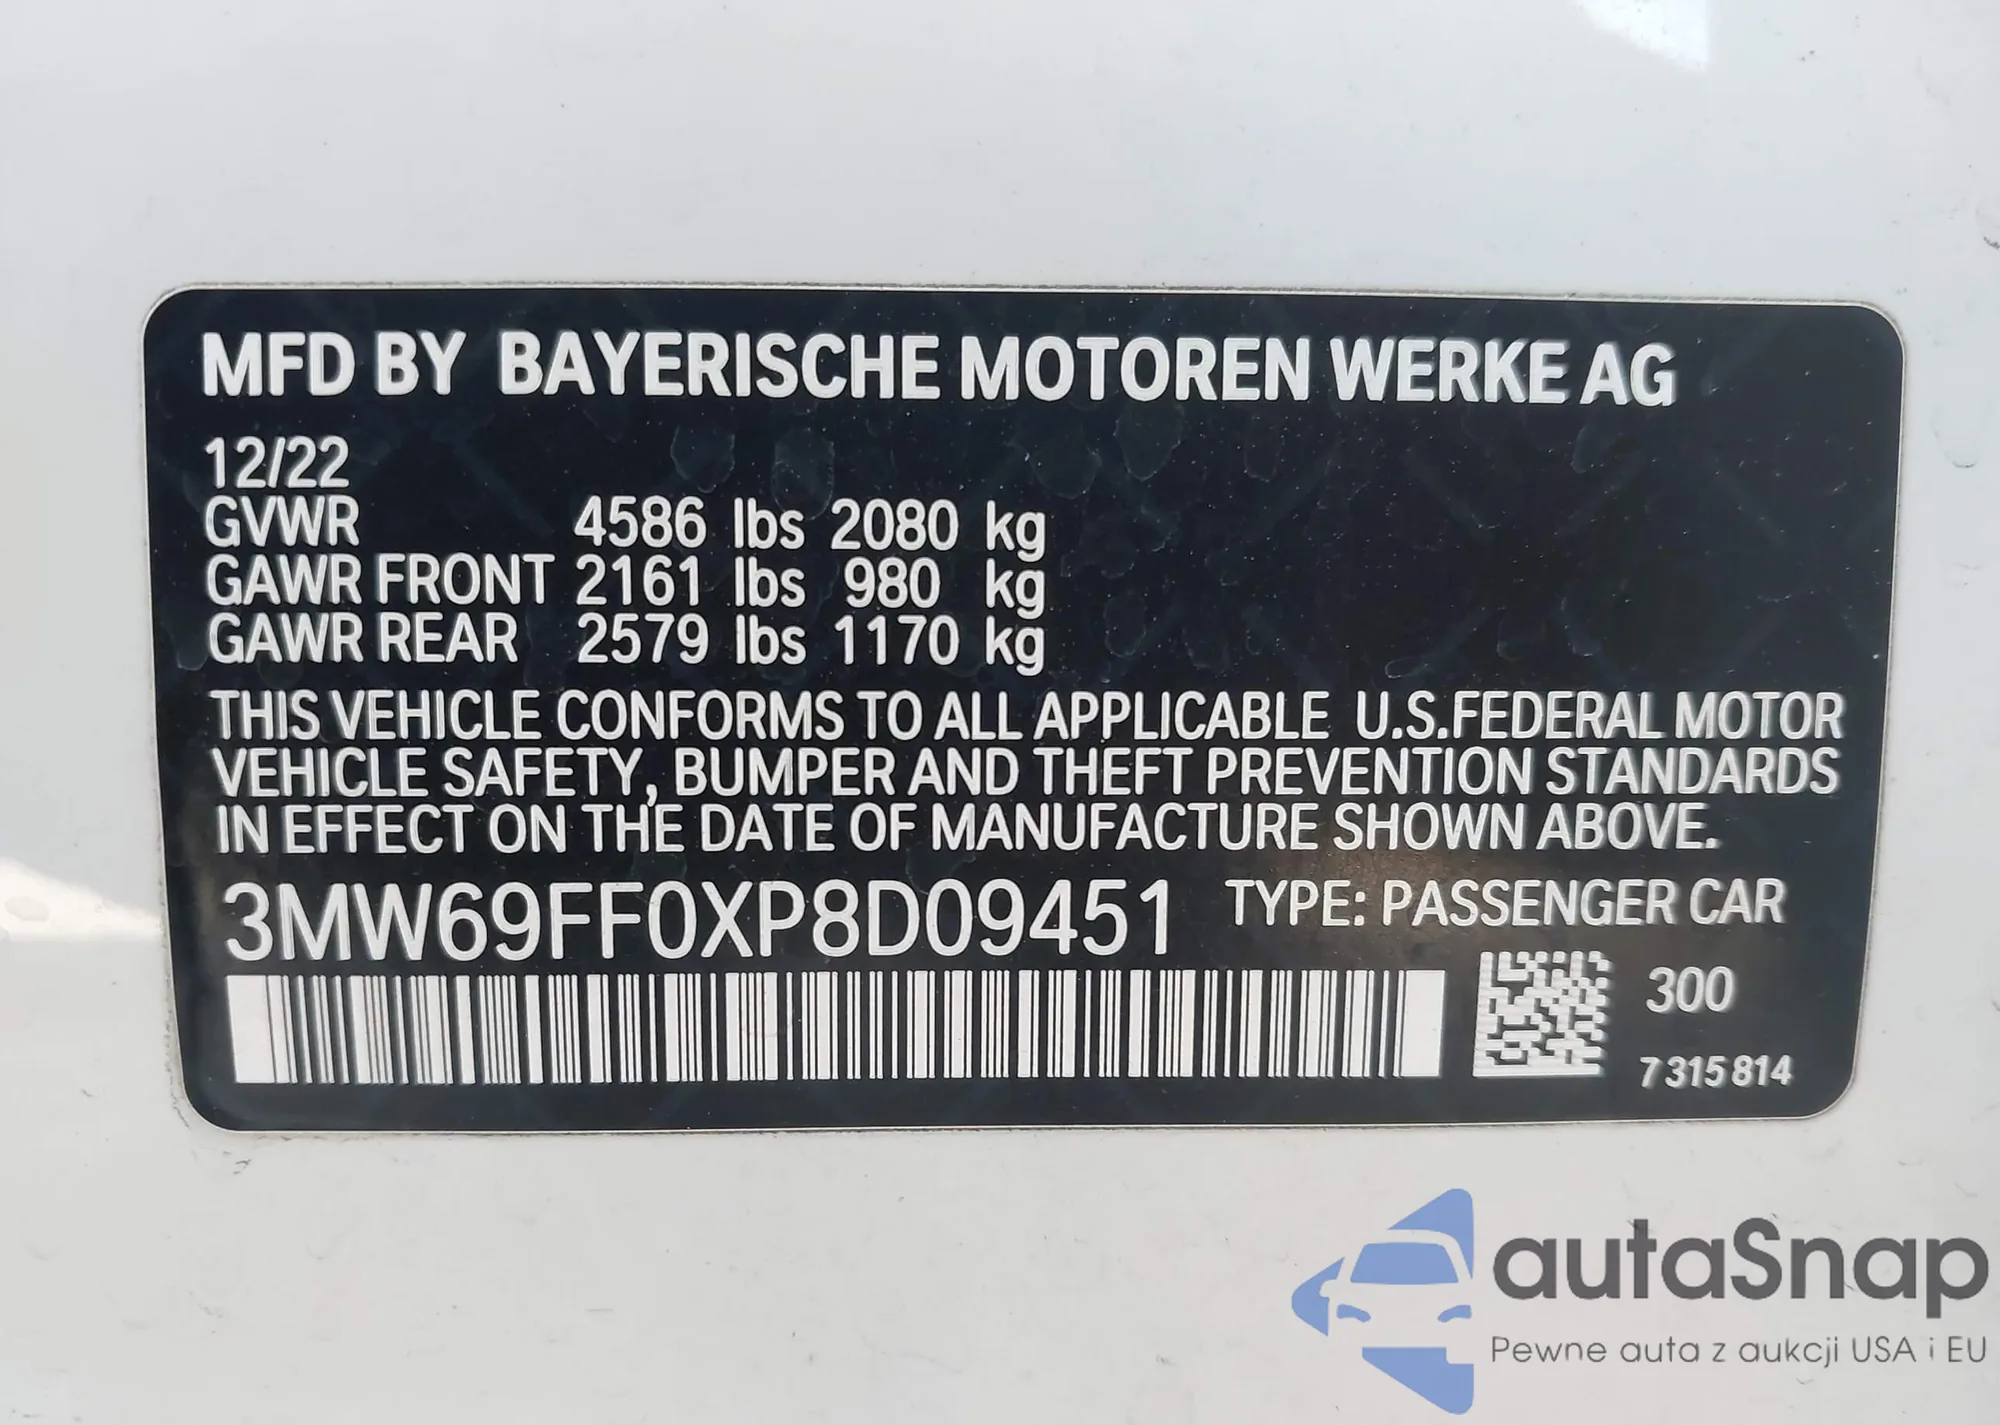 MFD BY BAYERISCHE MOTOREN WERKE AG
12/22
GVWR 4586 lbs 2080 kg
GAWR FRONT 2161 lbs 980 kg
GAWR REAR 2579 lbs 1170 kg
THIS VEHICLE CONFORMS TO ALL APPLICABLE U.S.FEDERAL MOTOR
VEHICLE SAFETY, BUMPER AND THEFT PREVENTION STANDARDS
IN EFFECT ON THE DATE OF MANUFACTURE SHOWN ABOVE.
3MW69FF0XP8D09451 TYPE: PASSENGER CAR
300
7315814
autaSnap
Pewne auta z aukcji USA i EU